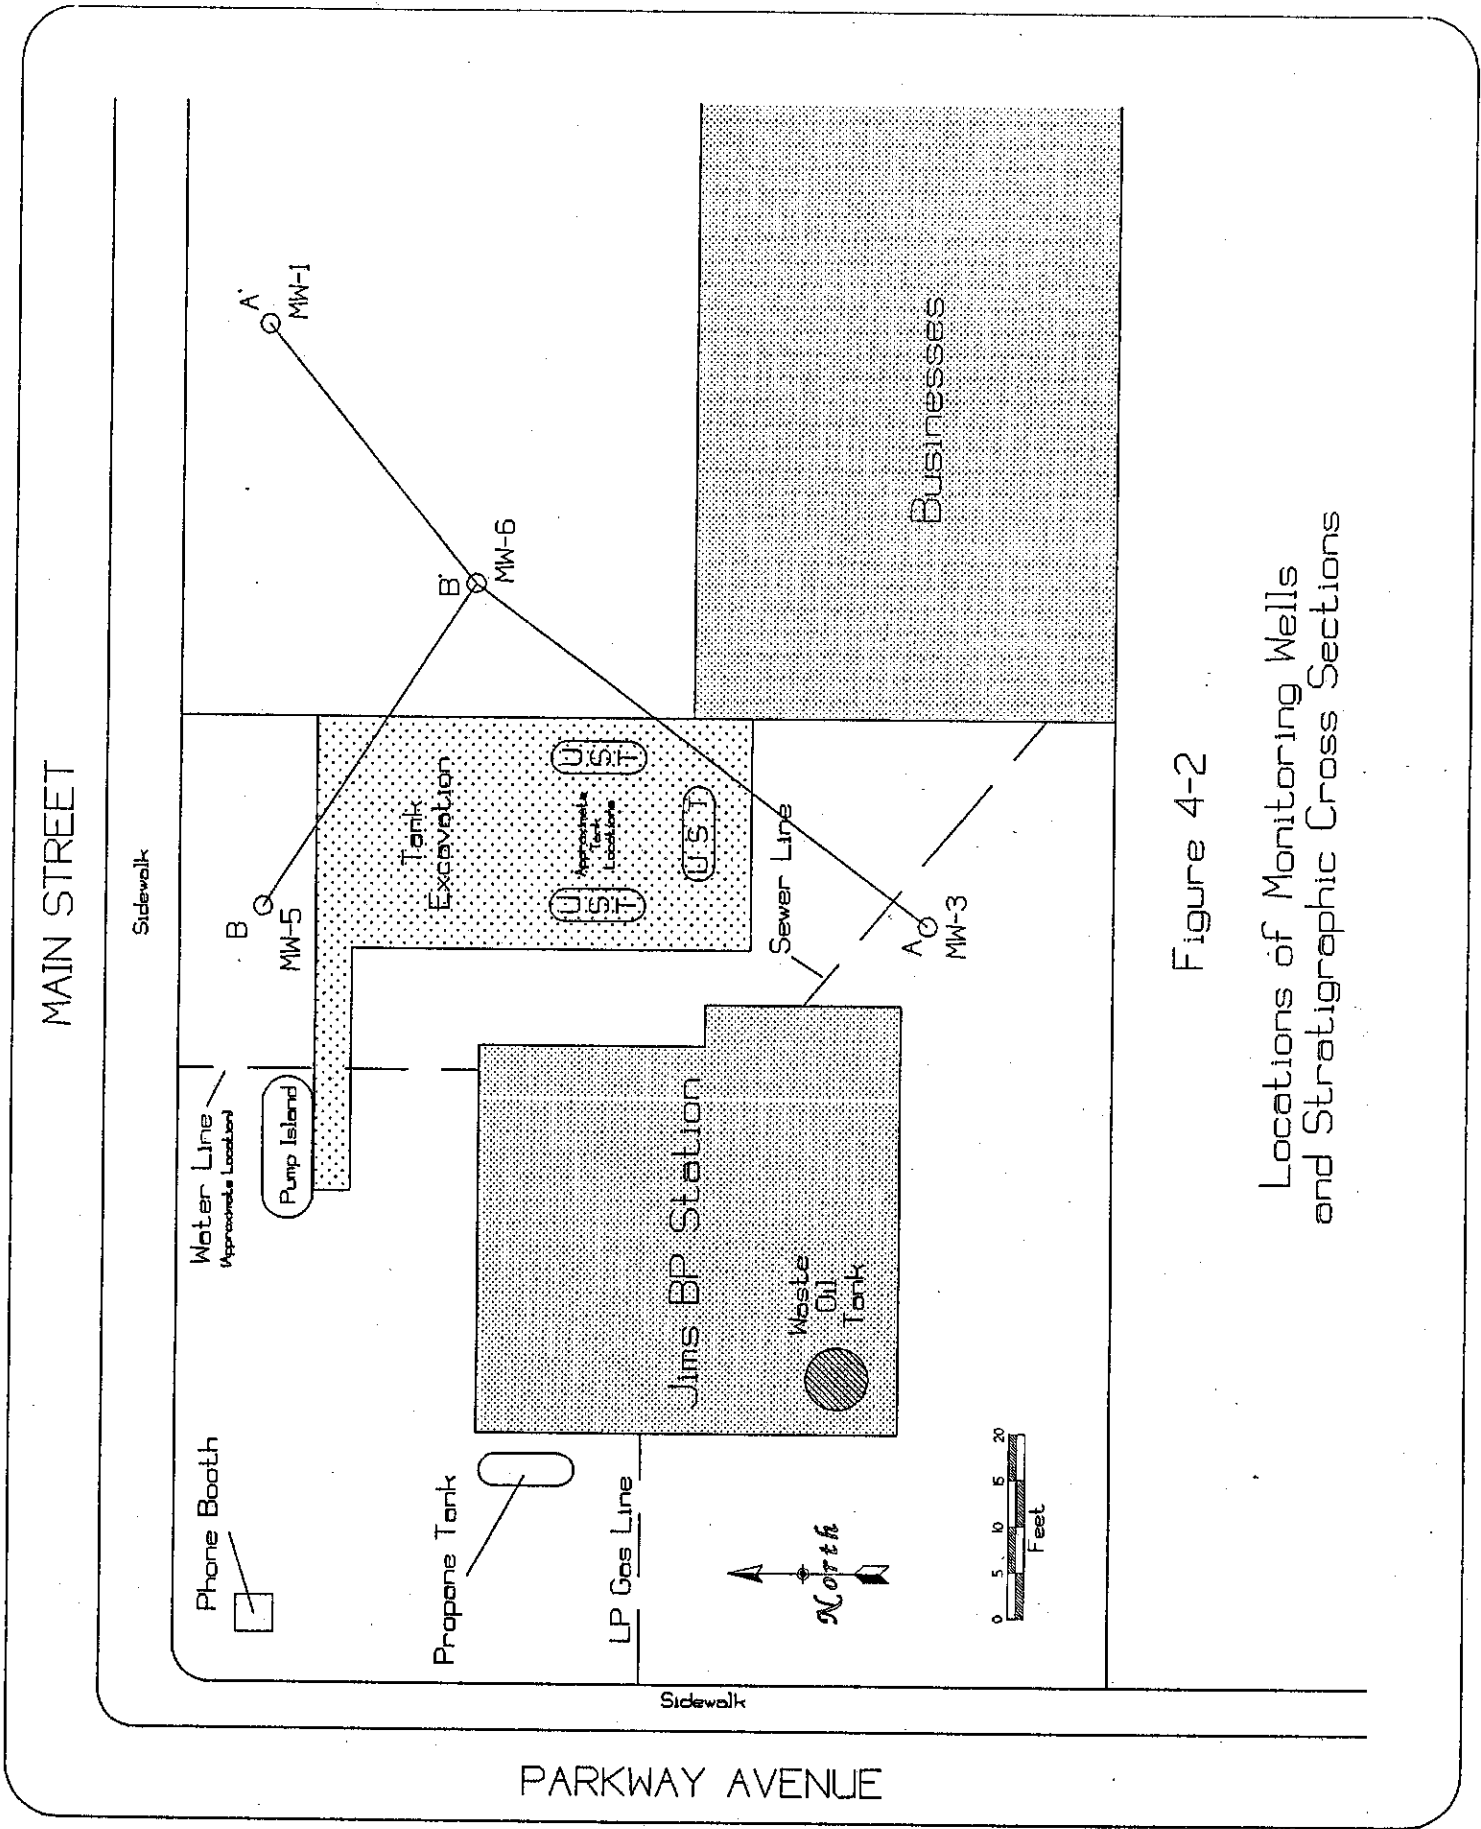 MAIN STREET
Sidewalk
Phone Booth
Water Line
(Approximate Location)
Pump Island
B
MW-5
A'
MW-1
B'
MW-6
Tank
Excavation
Propane Tank
UST
Approximate
Tank
Locations
UST
UST
LP Gas Line
Jims BP Station
Sewer Line
Waste
Oil
Tank
A
MW-3
Businesses
North
0 5 10 15 20
Feet
Sidewalk
PARKWAY AVENUE
Figure 4-2
Locations of Monitoring Wells
and Stratigraphic Cross Sections